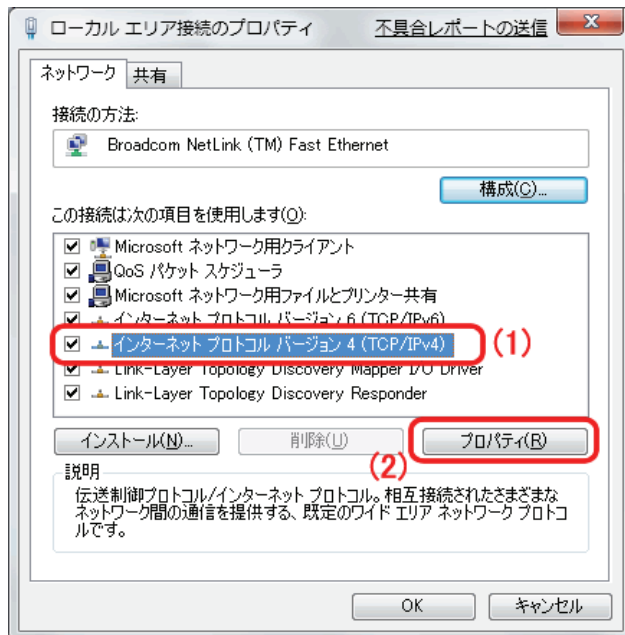 ローカル エリア接続のプロパティ 不具合レポートの送信
ネットワーク 共有
接続の方法:
Broadcom NetLink (TM) Fast Ethernet
構成(C)...
この接続は次の項目を使用します(O):
Microsoft ネットワーク用クライアント
QoS パケット スケジューラ
Microsoft ネットワーク用ファイルとプリンター共有
インターネット プロトコル バージョン 6 (TCP/IPv6)
インターネット プロトコル バージョン 4 (TCP/IPv4) (1)
Link-Layer Topology Discovery Mapper I/O Driver
Link-Layer Topology Discovery Responder
インストール(N)... 削除(U) プロパティ(R)
(2)
説明
伝送制御プロトコル/インターネット プロトコル。相互接続されたさまざまな
ネットワーク間の通信を提供する、既定のワイド エリア ネットワーク プロトコ
ルです。
OK キャンセル